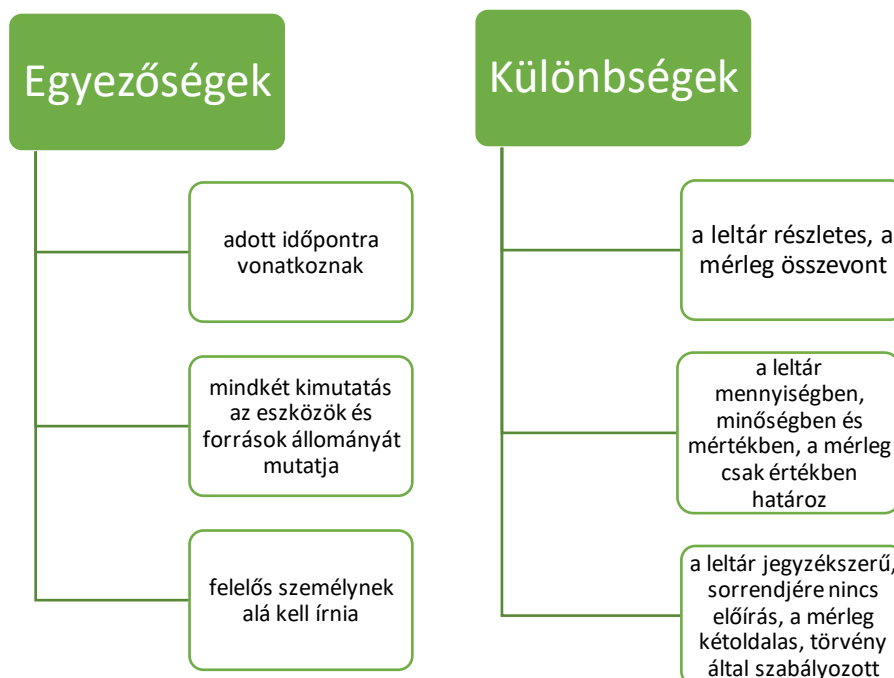 Egyezőségek
adott időpontra
vonatkoznak
mindkét kimutatás
az eszközök és
források állományát
mutatja
felelős személynek
alá kell írnia
Különbségek
a leltár részletes, a
mérleg összevont
a leltár
mennyiségben,
minőségben és
mértékben, a mérleg
csak értékben
határoz
a leltár jegyzékszerű,
sorrendjére nincs
előírás, a mérleg
kétoldalas, törvény
által szabályozott